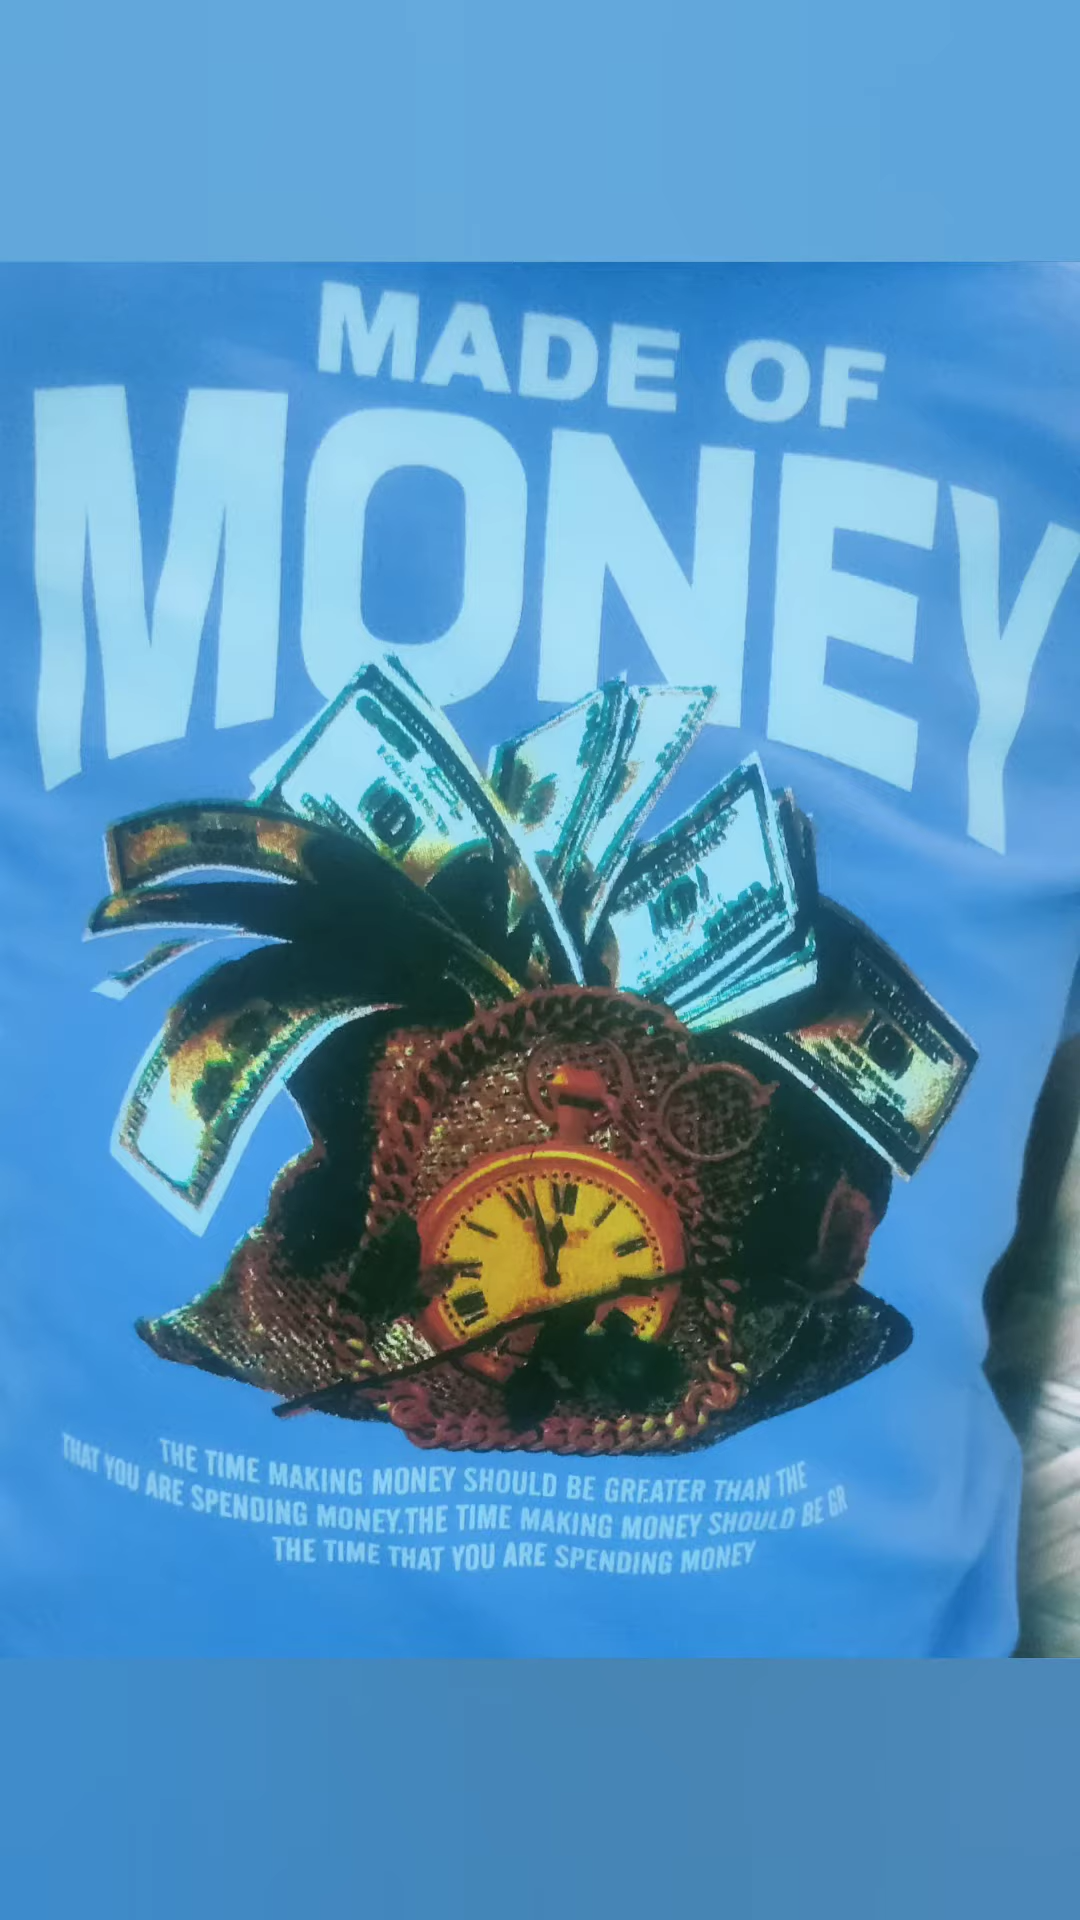 MADE OF
MONEY
THE TIME MAKING MONEY SHOULD BE GREATER THAN THE
THAT YOU ARE SPENDING MONEY.THE TIME MAKING MONEY SHOULD BE GR
THE TIME THAT YOU ARE SPENDING MONEY